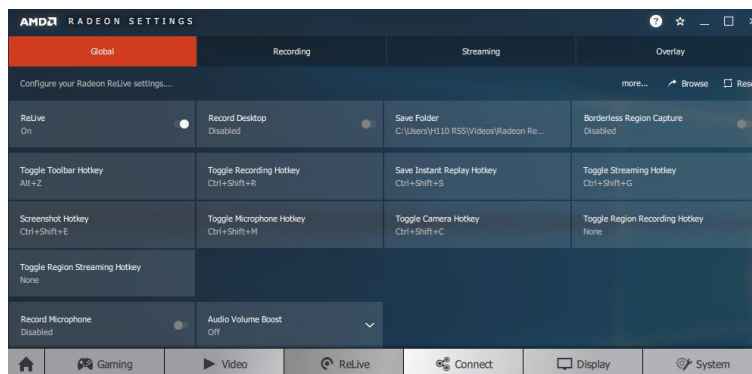 AMD RADEON SETTINGS
Global Recording Streaming Overlay
Configure your Radeon ReLive settings.... more... Browse Rese
ReLive
On
Record Desktop
Disabled
Save Folder
C:\Users\H110 RS5\Videos\Radeon Re...
Borderless Region Capture
Disabled
Toggle Toolbar Hotkey
Alt+Z
Toggle Recording Hotkey
Ctrl+Shift+R
Save Instant Replay Hotkey
Ctrl+Shift+S
Toggle Streaming Hotkey
Ctrl+Shift+G
Screenshot Hotkey
Ctrl+Shift+E
Toggle Microphone Hotkey
Ctrl+Shift+M
Toggle Camera Hotkey
Ctrl+Shift+C
Toggle Region Recording Hotkey
None
Toggle Region Streaming Hotkey
None
Record Microphone
Disabled
Audio Volume Boost
Off
Gaming Video ReLive Connect Display System